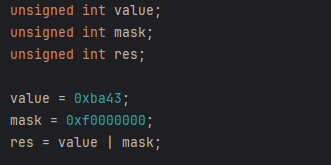 unsigned int value;
unsigned int mask;
unsigned int res;
value = 0xba43;
mask = 0xf0000000;
res = value | mask;